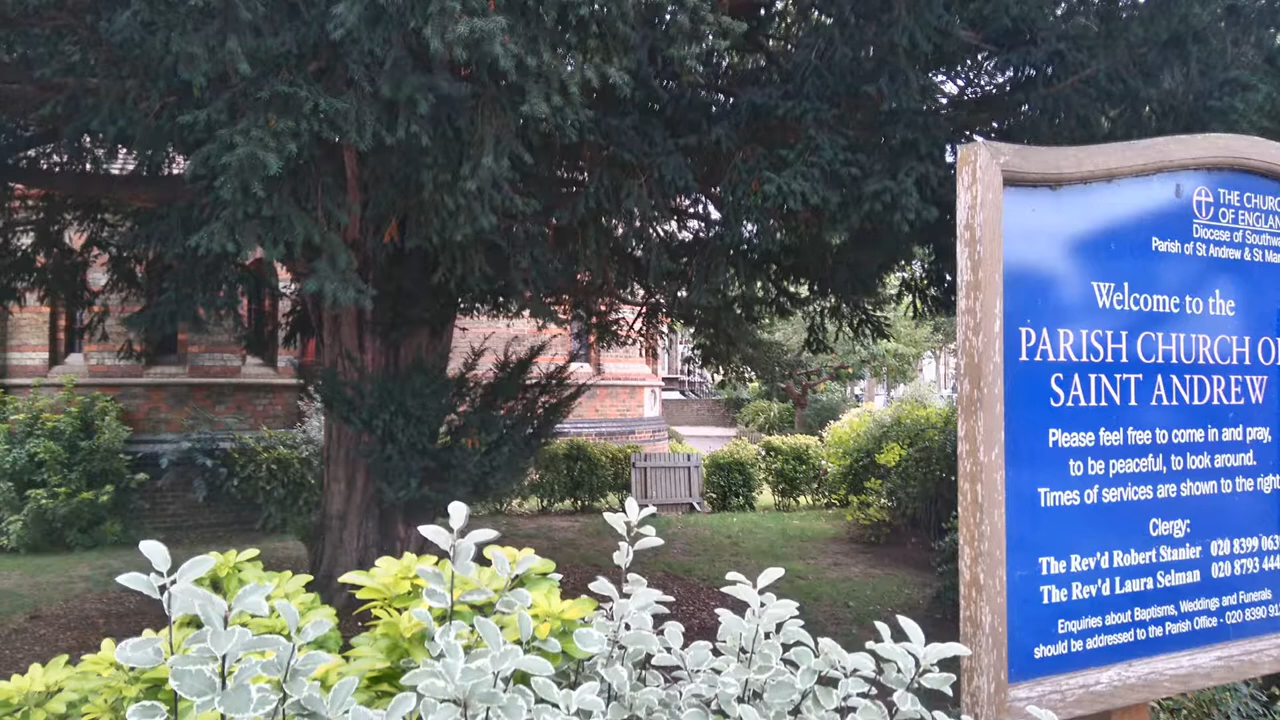 THE CHURC
OF ENGLAN
Diocese of Southwa
Parish of St Andrew & St Mar
Welcome to the
PARISH CHURCH O
SAINT ANDREW
Please feel free to come in and pray,
to be peaceful, to look around.
Times of services are shown to the right
Clergy:
The Rev'd Robert Stanier 020 8399 063
The Rev'd Laura Selman 020 8793 444
Enquiries about Baptisms, Weddings and Funerals
should be addressed to the Parish Office - 020 8390 91